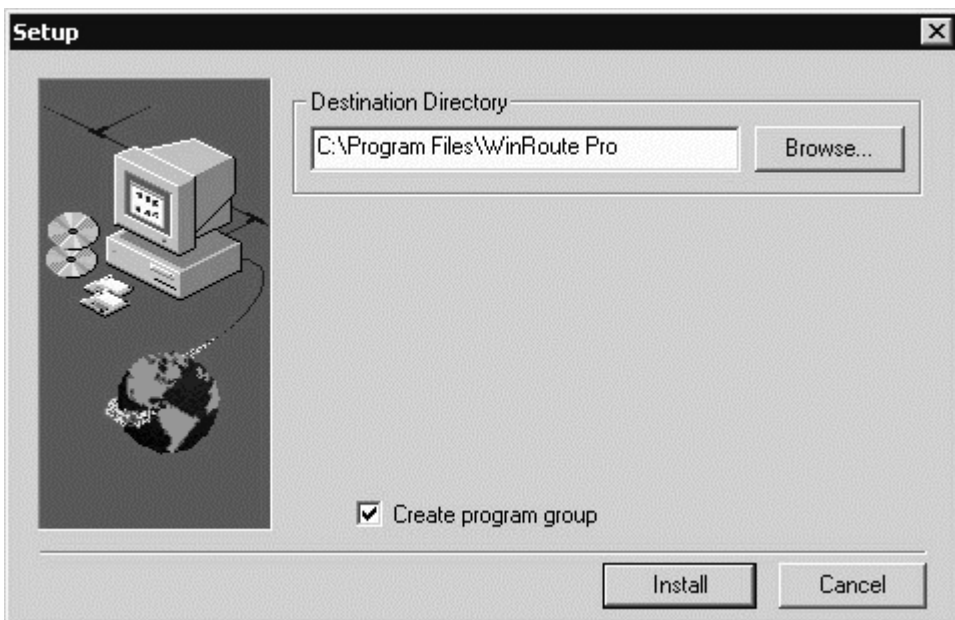 Setup
Destination Directory
C:\Program Files\WinRoute Pro
Browse...
Create program group
Install
Cancel